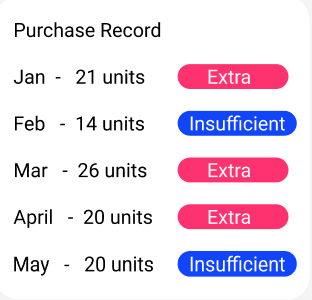 Purchase Record
Jan - 21 units Extra
Feb - 14 units Insufficient
Mar - 26 units Extra
April - 20 units Extra
May - 20 units Insufficient